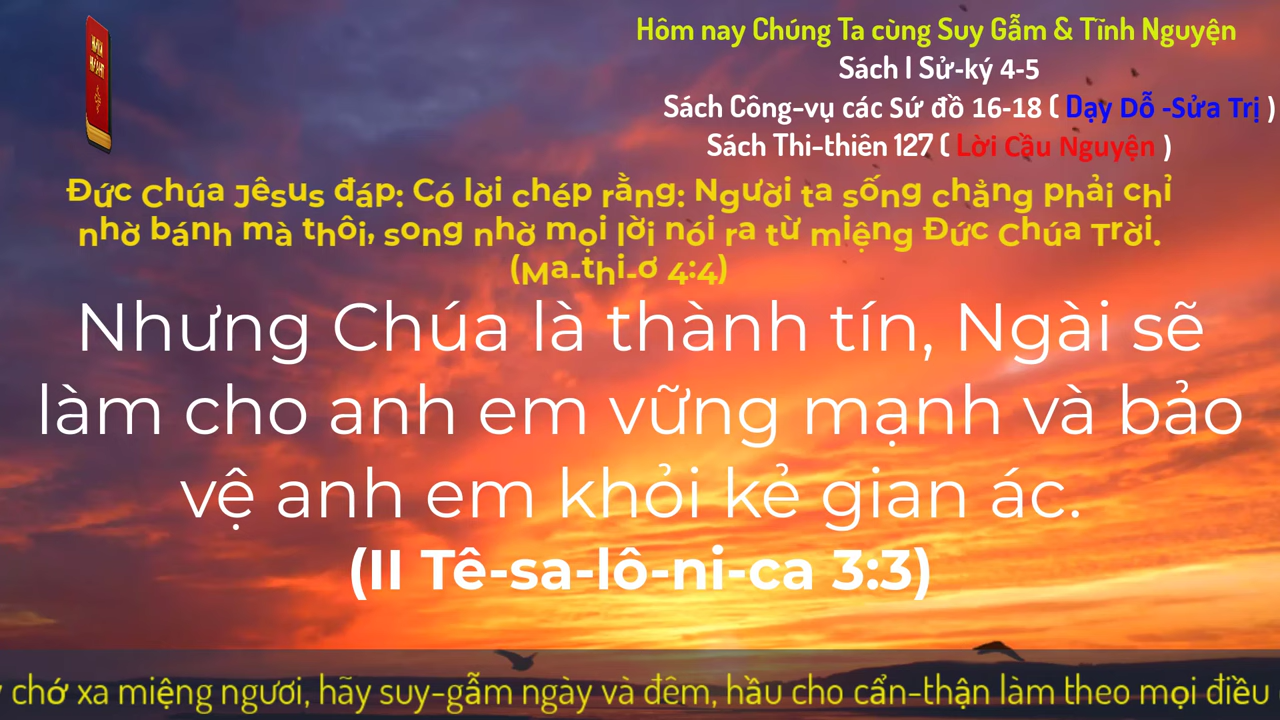 Hôm nay Chúng Ta cùng Suy Gẫm & Tĩnh Nguyện
Sách I Sử-ký 4-5
Sách Công-vụ các Sứ đồ 16-18 ( Dạy Dỗ -Sửa Trị )
Sách Thi-thiên 127 ( Lời Cầu Nguyện )
Đức Chúa Jêsus đáp: Có lời chép rằng: Người ta sống chẳng phải chỉ
nhờ bánh mà thôi, song nhờ mọi lời nói ra từ miệng Đức Chúa Trời.
(Ma-thi-ơ 4:4)
Nhưng Chúa là thành tín, Ngài sẽ
làm cho anh em vững mạnh và bảo
vệ anh em khỏi kẻ gian ác.
(II Tê-sa-lô-ni-ca 3:3)
chớ xa miệng ngươi, hãy suy-gẫm ngày và đêm, hầu cho cẩn-thận làm theo mọi điều